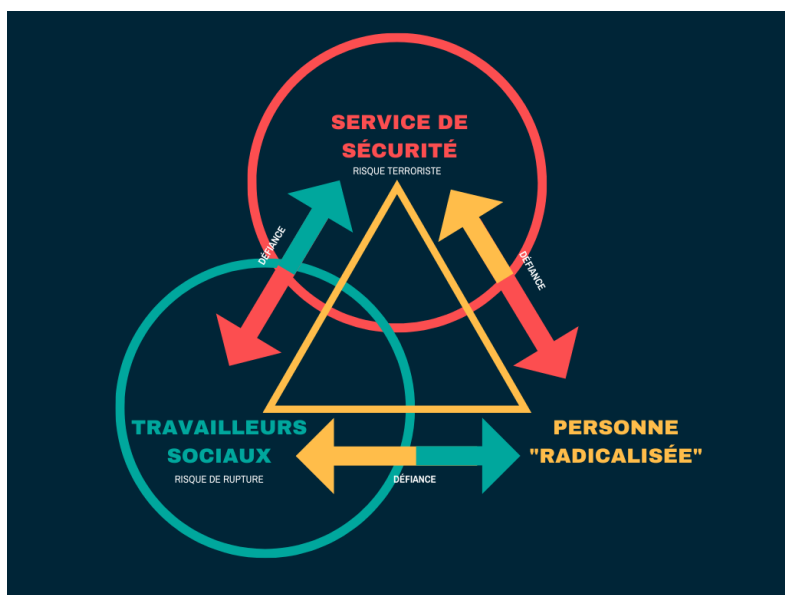 SERVICE DE
SÉCURITÉ
RISQUE TERRORISTE
DÉFIANCE
DÉFIANCE
TRAVAILLEURS
SOCIAUX
RISQUE DE RUPTURE
DÉFIANCE
PERSONNE
"RADICALISÉE"